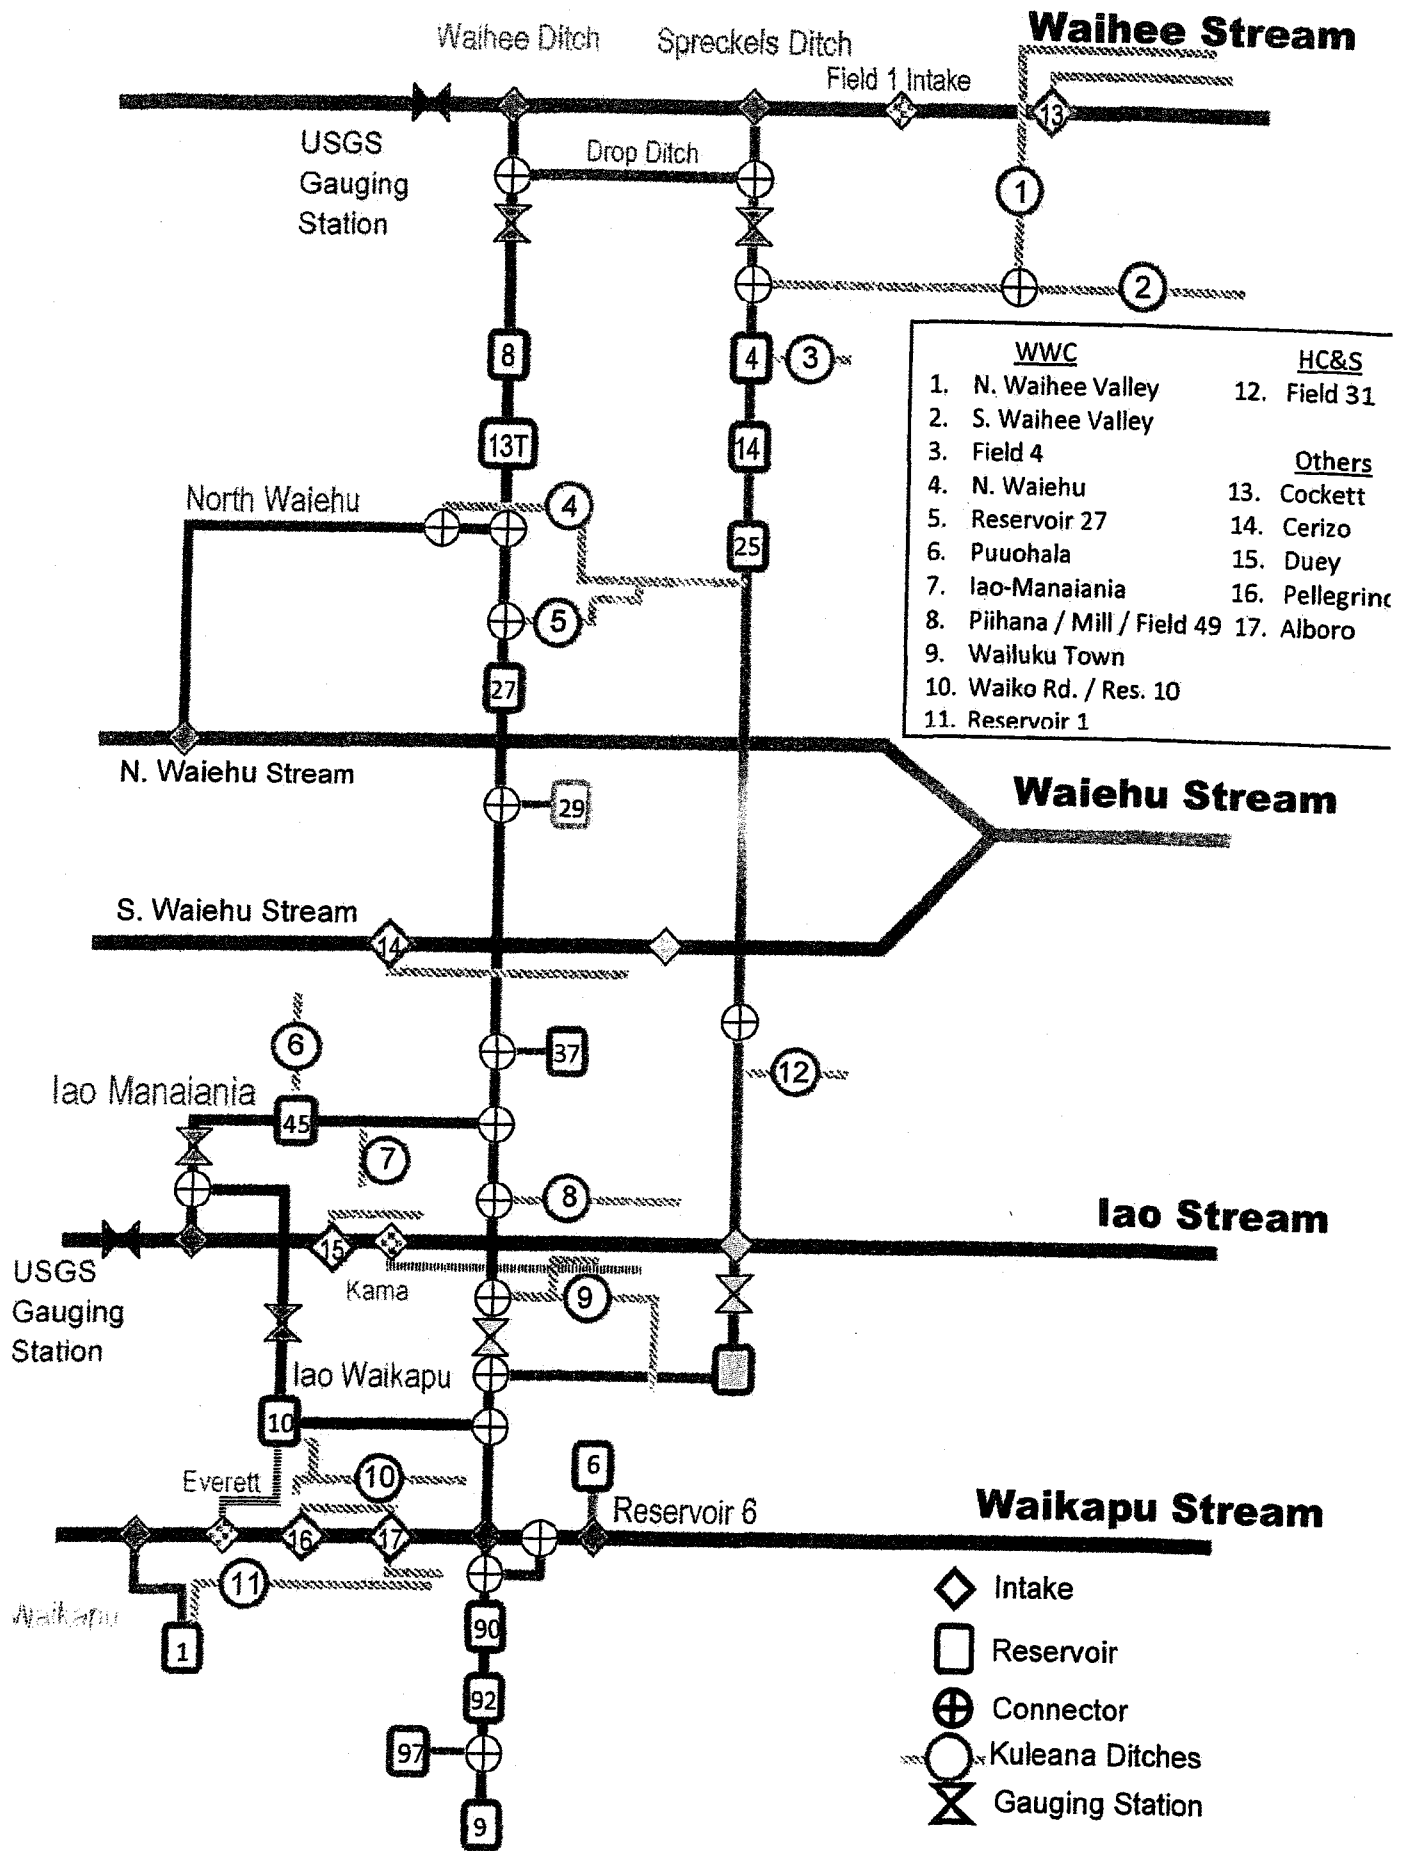 Waihee Stream
Waihee Ditch
Spreckels Ditch
Field 1 Intake
13
USGS
Gauging
Station
Drop Ditch
1
2
8
4
3
WWC
1. N. Waihee Valley
2. S. Waihee Valley
3. Field 4
4. N. Waiehu
5. Reservoir 27
6. Puuohala
7. Iao-Manaiania
8. Piihana / Mill / Field 49
9. Wailuku Town
10. Waiko Rd. / Res. 10
11. Reservoir 1
HC&S
12. Field 31
Others
13. Cockett
14. Cerizo
15. Duey
16. Pellegrino
17. Alboro
13T
14
North Waiehu
4
25
5
27
N. Waiehu Stream
29
Waiehu Stream
S. Waiehu Stream
14
6
37
12
Iao Manaiania
45
7
8
Iao Stream
15
USGS
Gauging
Station
Kama
9
Iao Waikapu
10
Everett
10
6
Reservoir 6
Waikapu Stream
16
17
11
Waikapu
1
90
92
97
9
Intake
Reservoir
Connector
Kuleana Ditches
Gauging Station